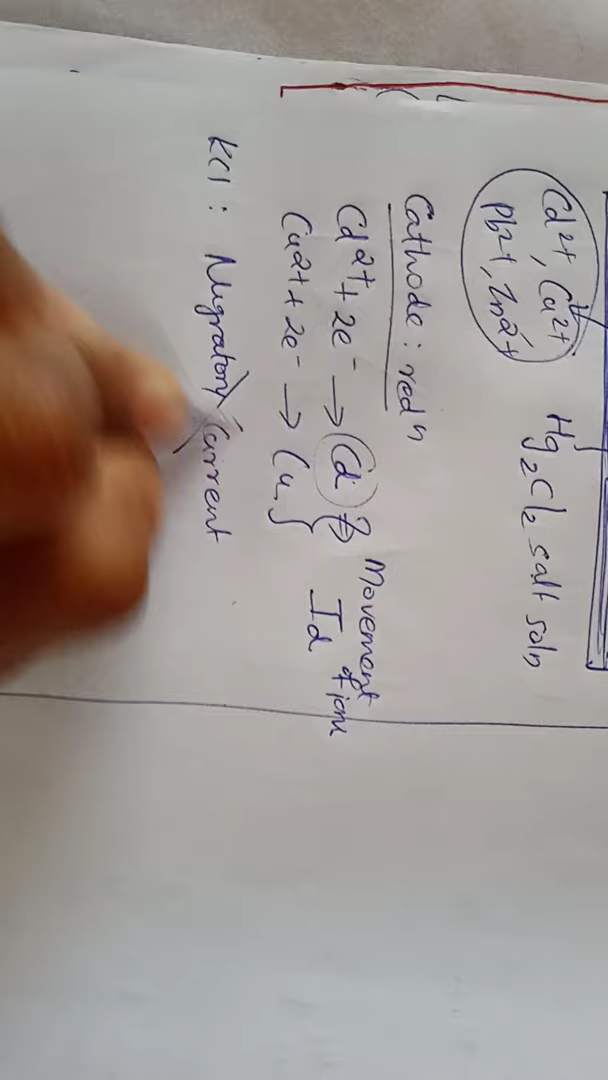 Cd2+, Cu2+
Pb2+, Zn2+
Hg2Cl2 salt soln
Cathode: redn
Cd2+ + 2e- → Cd
Cu2+ + 2e- → Cu
Movement of ions
Id
KCl : Migratory Current